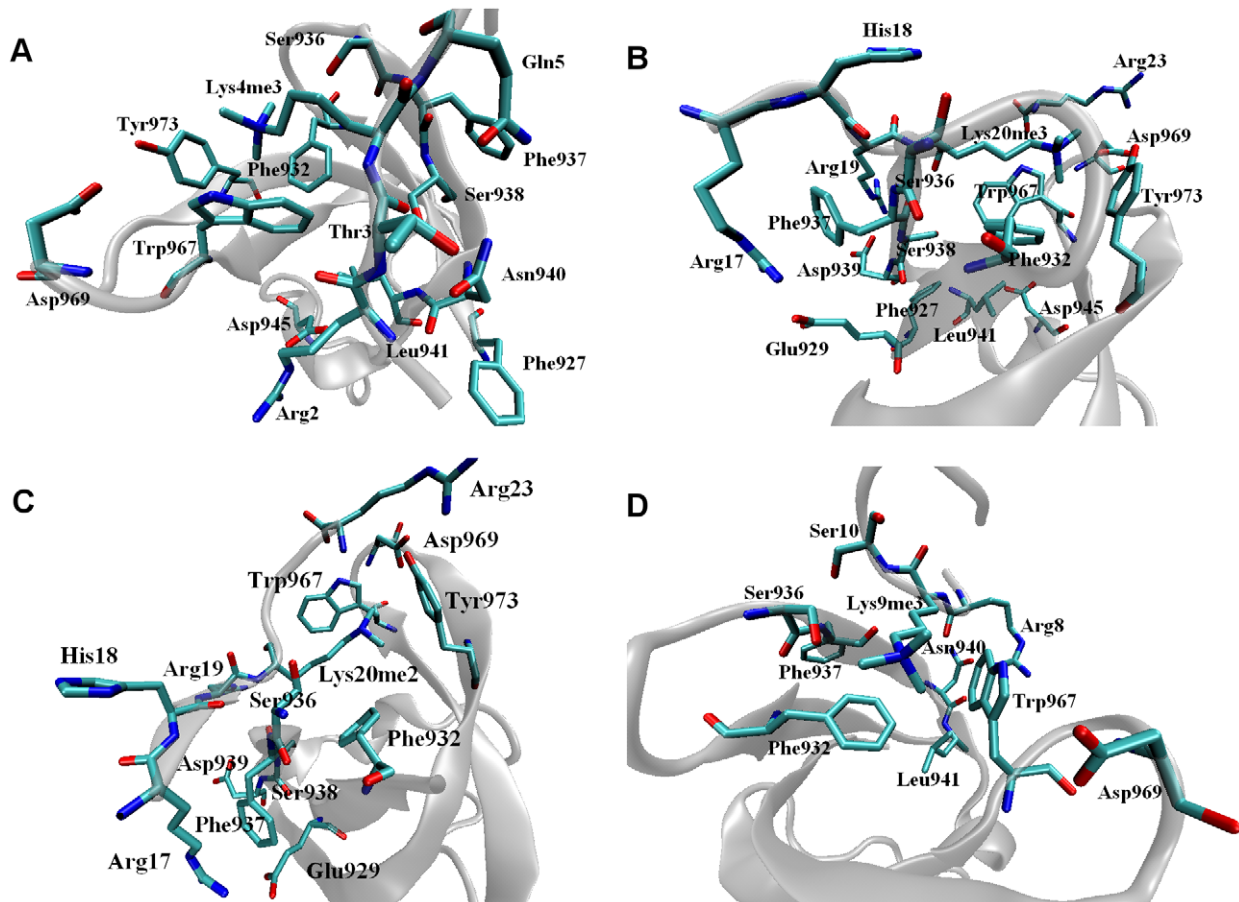 A
Ser936
Gln5
Lys4me3
Tyr973
Phe932
Phe937
Ser938
Thr3
Trp967
Asn940
Asp969
Asp945
Leu941
Phe927
Arg2
B
His18
Arg23
Lys20me3
Asp969
Arg19
Ser936
Trp967
Tyr973
Phe937
Ser938
Phe932
Arg17
Asp939
Phe927
Asp945
Leu941
Glu929
C
Arg23
Asp969
Trp967
Tyr973
His18
Arg19
Lys20me2
Ser936
Phe932
Asp939
Ser938
Phe937
Arg17
Glu929
D
Ser10
Ser936
Lys9me3
Arg8
Asn940
Phe937
Trp967
Phe932
Leu941
Asp969